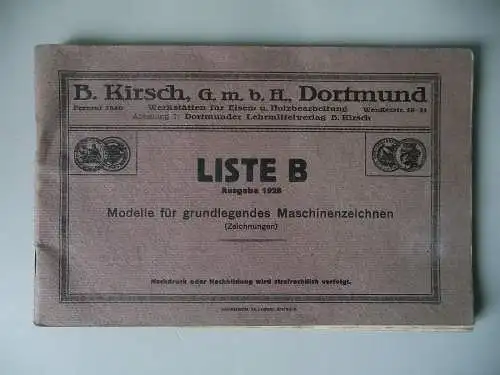 B. Kirsch, G. m. b. H., Dortmund
Fernruf Werkstätten für Eisen u. Holzbearbeitung
Abteilung 7: Dortmunder Lehrmittelverlag B. Kirsch
LISTE B
Ausgabe 1928
Modelle für grundlegendes Maschinenzeichnen
(Zeichnungen)
Nachdruck oder Nachbildung wird strafrechtlich verfolgt.